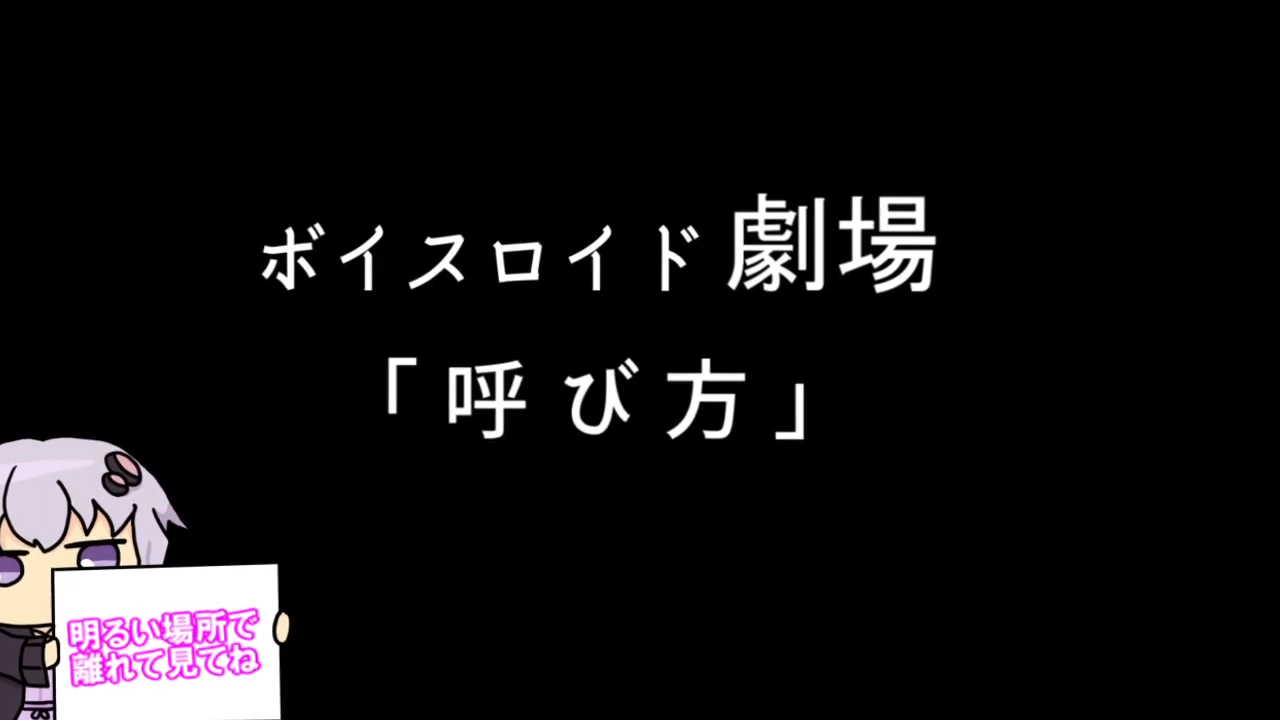 ボイスロイド劇場
「呼び方」
明るい場所で
離れて見てね